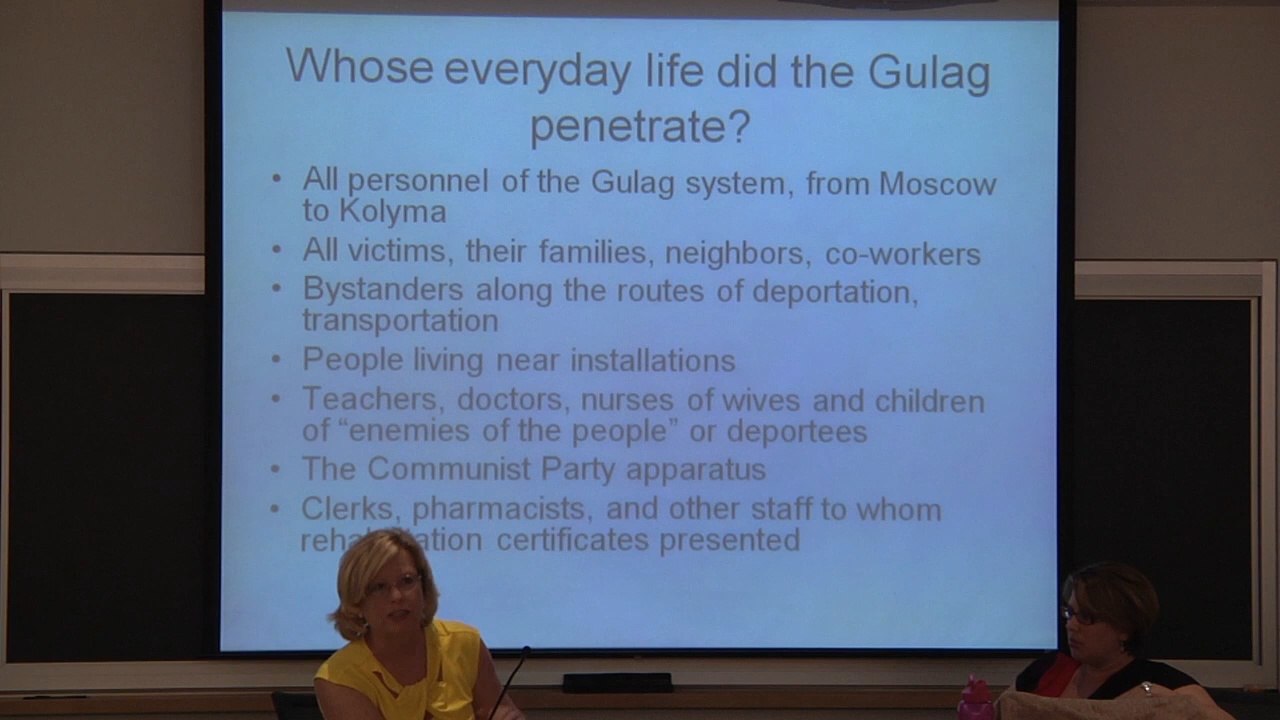 Whose everyday life did the Gulag
penetrate?
• All personnel of the Gulag system, from Moscow
to Kolyma
• All victims, their families, neighbors, co-workers
• Bystanders along the routes of deportation,
transportation
• People living near installations
• Teachers, doctors, nurses of wives and children
of “enemies of the people” or deportees
• The Communist Party apparatus
• Clerks, pharmacists, and other staff to whom
rehabilitation certificates presented